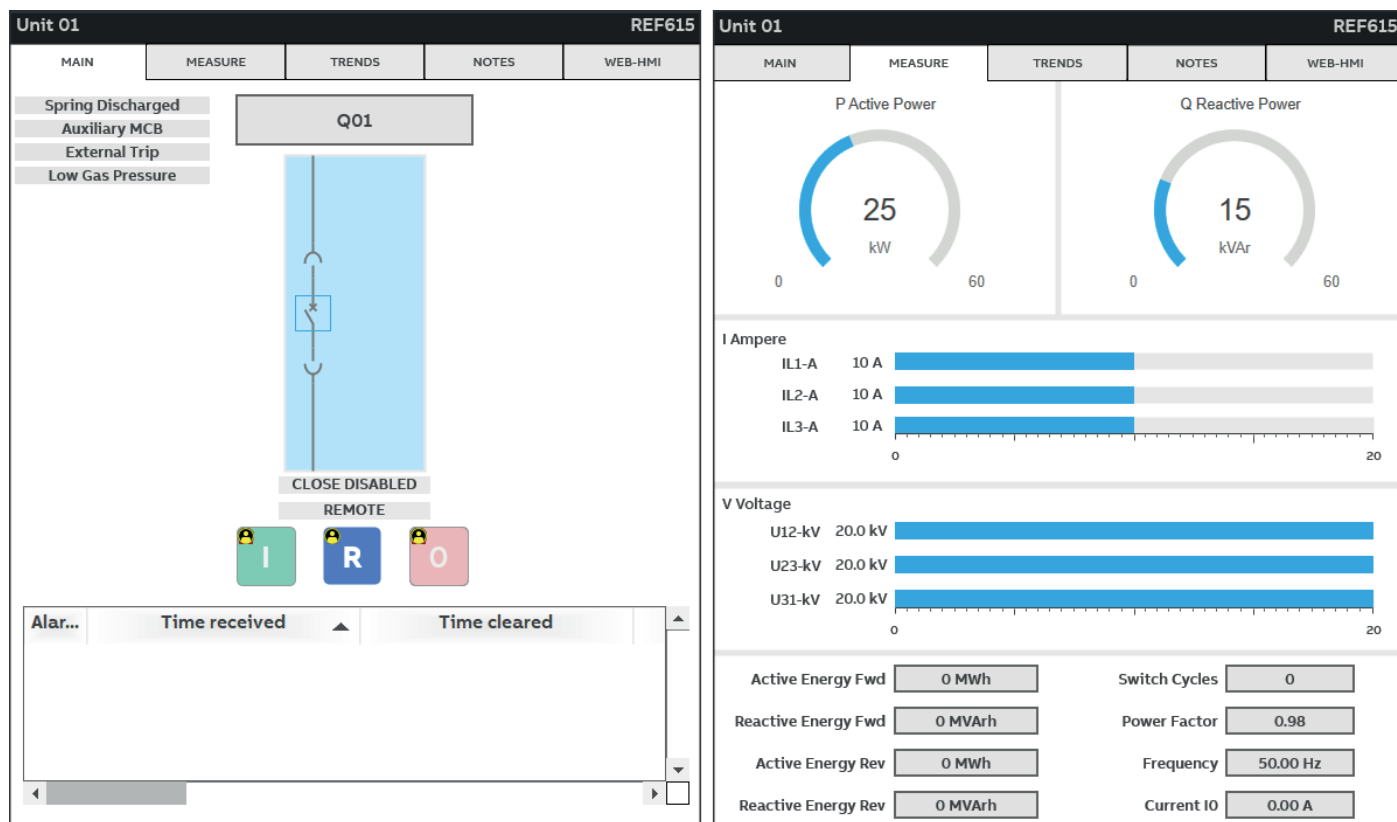 Unit 01 REF615
MAIN MEASURE TRENDS NOTES WEB-HMI
Spring Discharged
Auxiliary MCB
External Trip
Low Gas Pressure
Q01
CLOSE DISABLED
REMOTE
I R O
Alar... Time received Time cleared
Unit 01 REF615
MAIN MEASURE TRENDS NOTES WEB-HMI
P Active Power
25
kW
0 60
Q Reactive Power
15
kVAr
0 60
I Ampere
IL1-A 10 A
IL2-A 10 A
IL3-A 10 A
0 20
V Voltage
U12-kV 20.0 kV
U23-kV 20.0 kV
U31-kV 20.0 kV
0 20
Active Energy Fwd 0 MWh Switch Cycles 0
Reactive Energy Fwd 0 MVArh Power Factor 0.98
Active Energy Rev 0 MWh Frequency 50.00 Hz
Reactive Energy Rev 0 MVArh Current I0 0.00 A